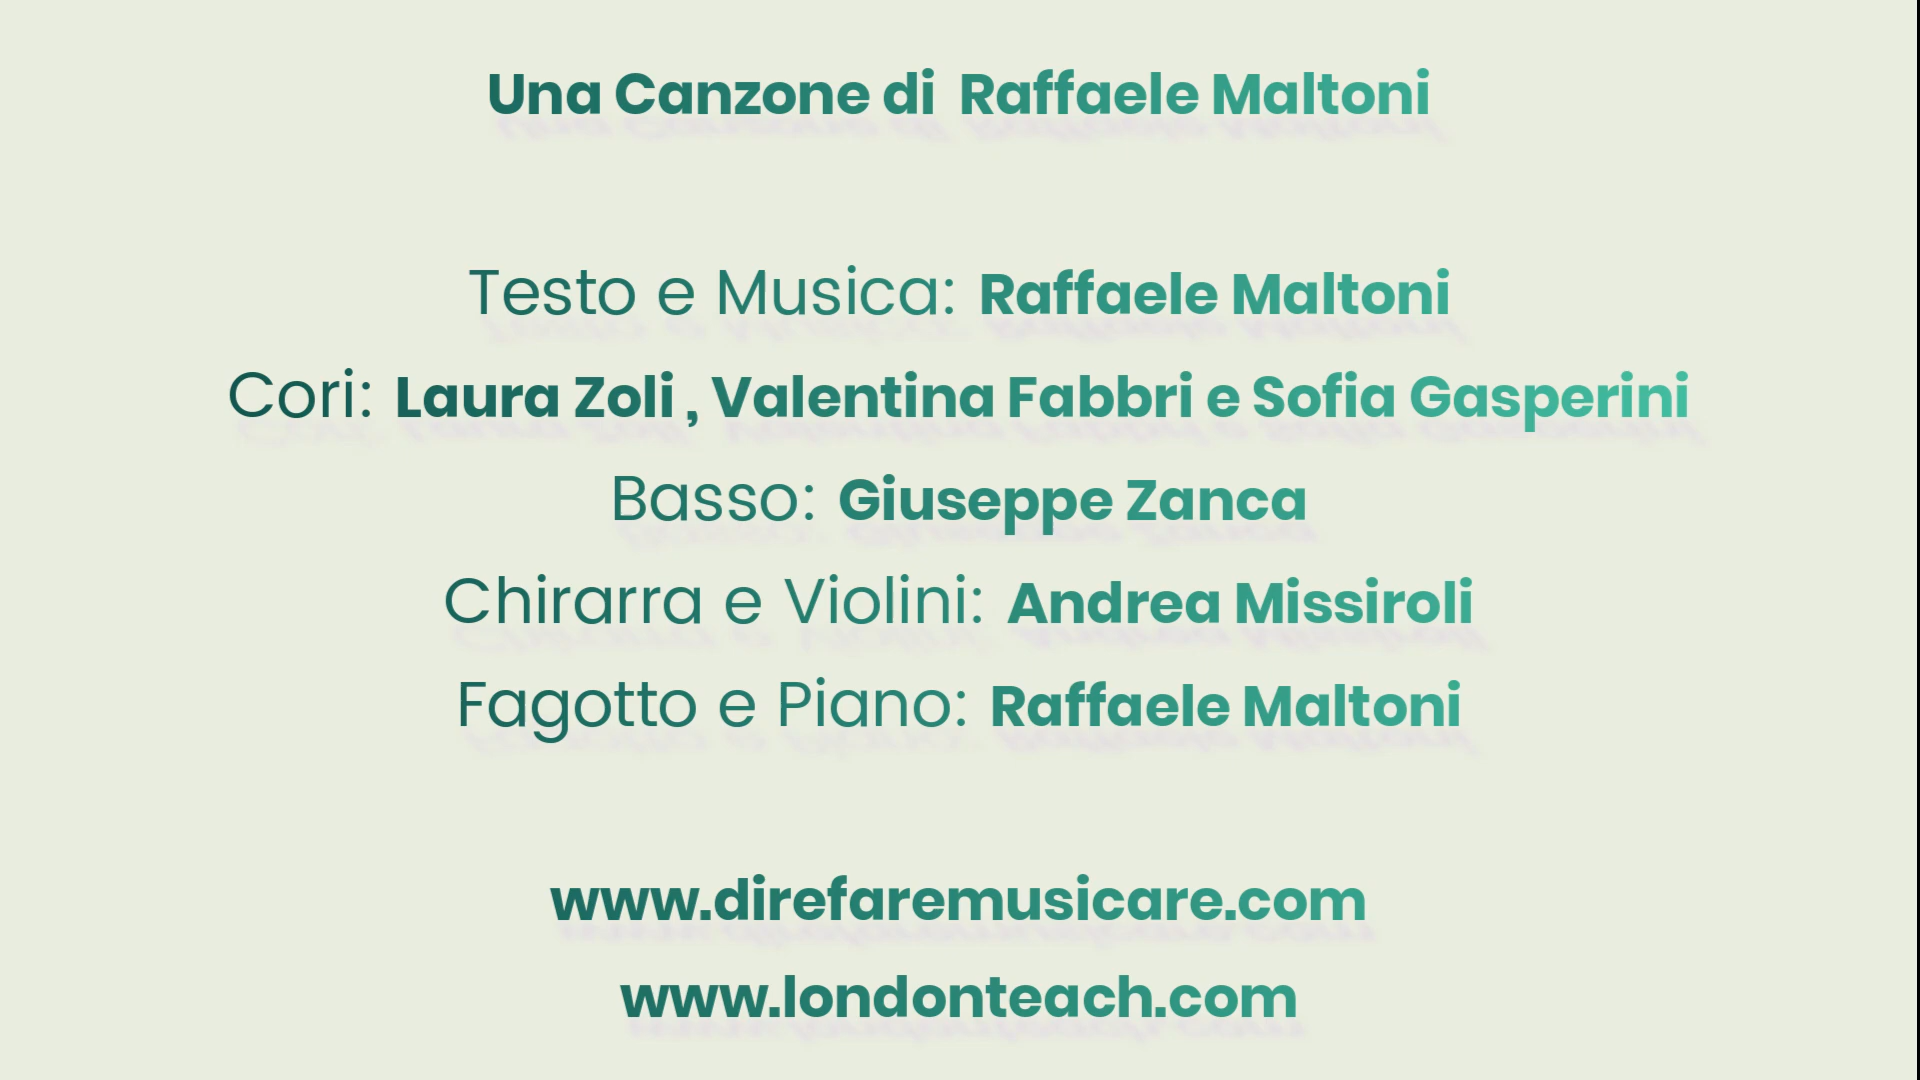 Una Canzone di Raffaele Maltoni
Testo e Musica: Raffaele Maltoni
Cori: Laura Zoli , Valentina Fabbri e Sofia Gasperini
Basso: Giuseppe Zanca
Chirarra e Violini: Andrea Missiroli
Fagotto e Piano: Raffaele Maltoni
www.direfaremusicare.com
www.londonteach.com